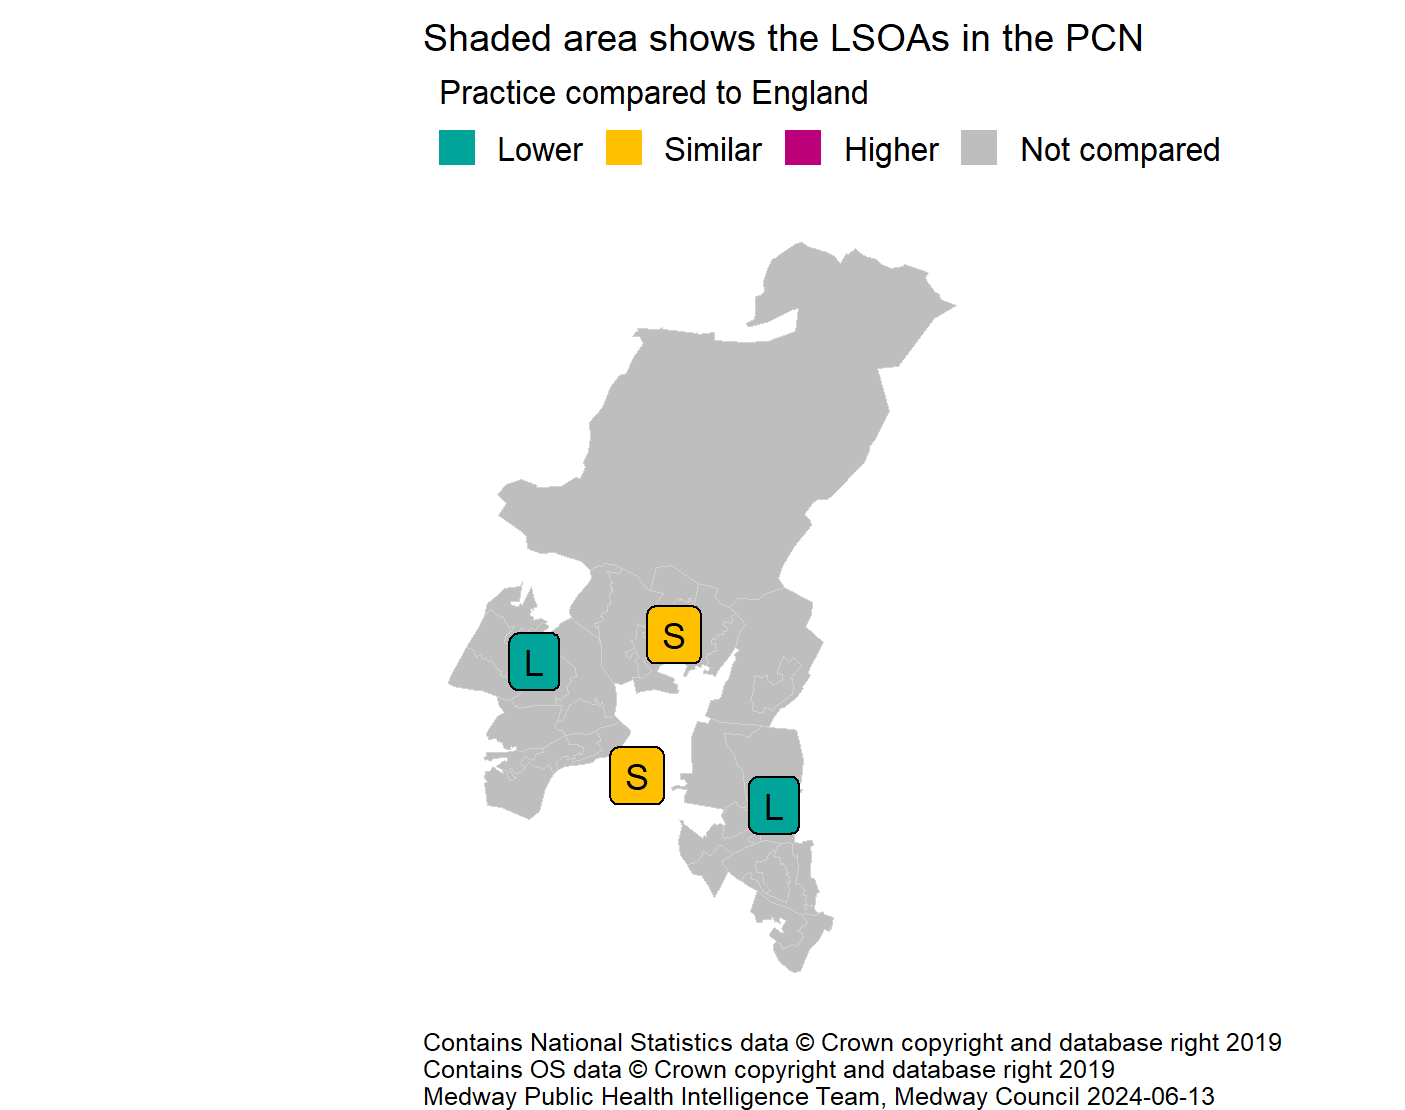 Shaded area shows the LSOAs in the PCN
Practice compared to England
Lower Similar Higher Not compared
S
L
S
L
Contains National Statistics data © Crown copyright and database right 2019
Contains OS data © Crown copyright and database right 2019
Medway Public Health Intelligence Team, Medway Council 2024-06-13